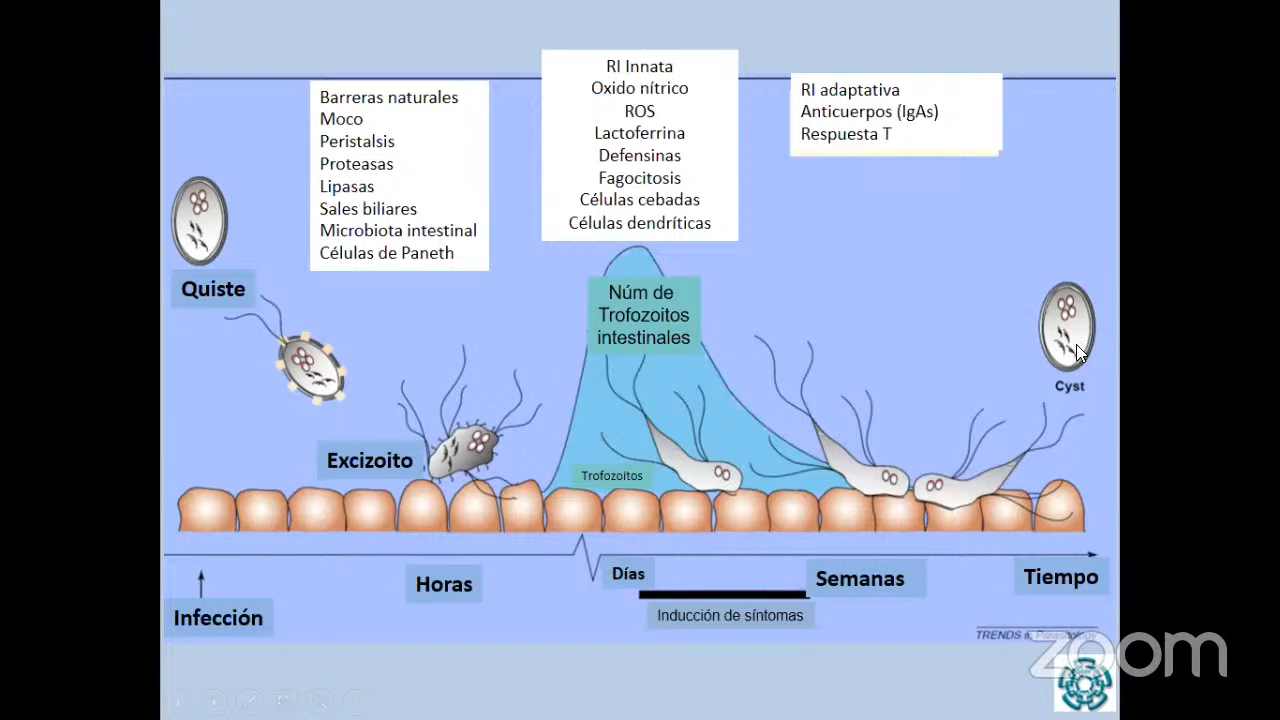 Barreras naturales
Moco
Peristalsis
Proteasas
Lipasas
Sales biliares
Microbiota intestinal
Células de Paneth
RI Innata
Oxido nítrico
ROS
Lactoferrina
Defensinas
Fagocitosis
Células cebadas
Células dendríticas
RI adaptativa
Anticuerpos (IgAs)
Respuesta T
Quiste
Núm de
Trofozoitos
intestinales
Cyst
Excizoito
Trofozoitos
Días
Horas
Semanas
Tiempo
Infección
Inducción de síntomas
TRENDS in Parasitology
zoom